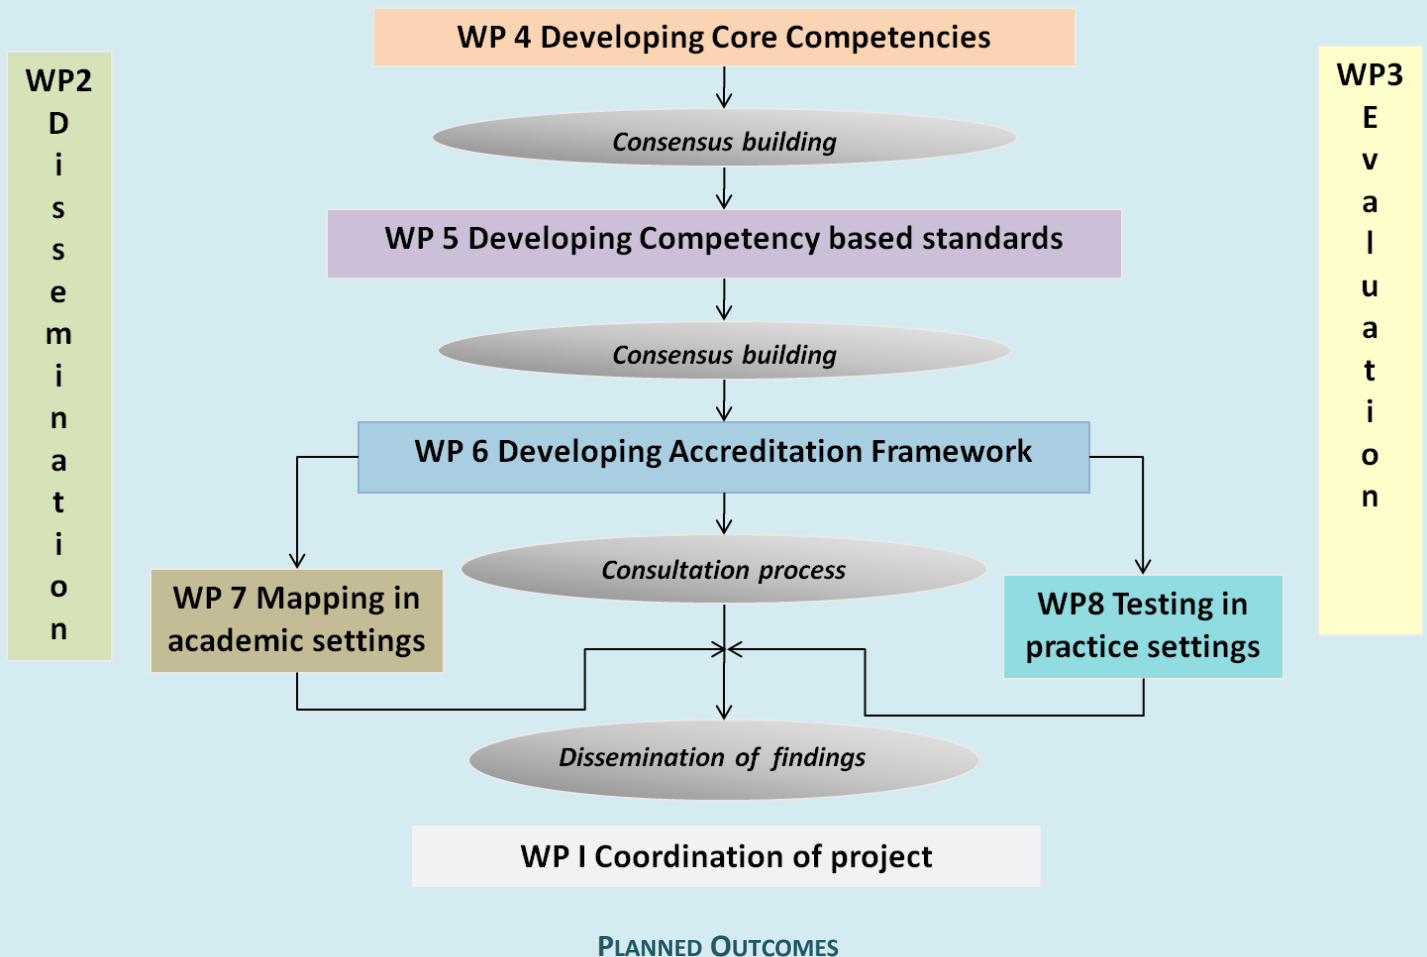 WP 4 Developing Core Competencies
WP2
D
i
s
s
e
m
i
n
a
t
i
o
n
WP3
E
v
a
l
u
a
t
i
o
n
Consensus building
WP 5 Developing Competency based standards
Consensus building
WP 6 Developing Accreditation Framework
Consultation process
WP 7 Mapping in
academic settings
WP8 Testing in
practice settings
Dissemination of findings
WP I Coordination of project
PLANNED OUTCOMES